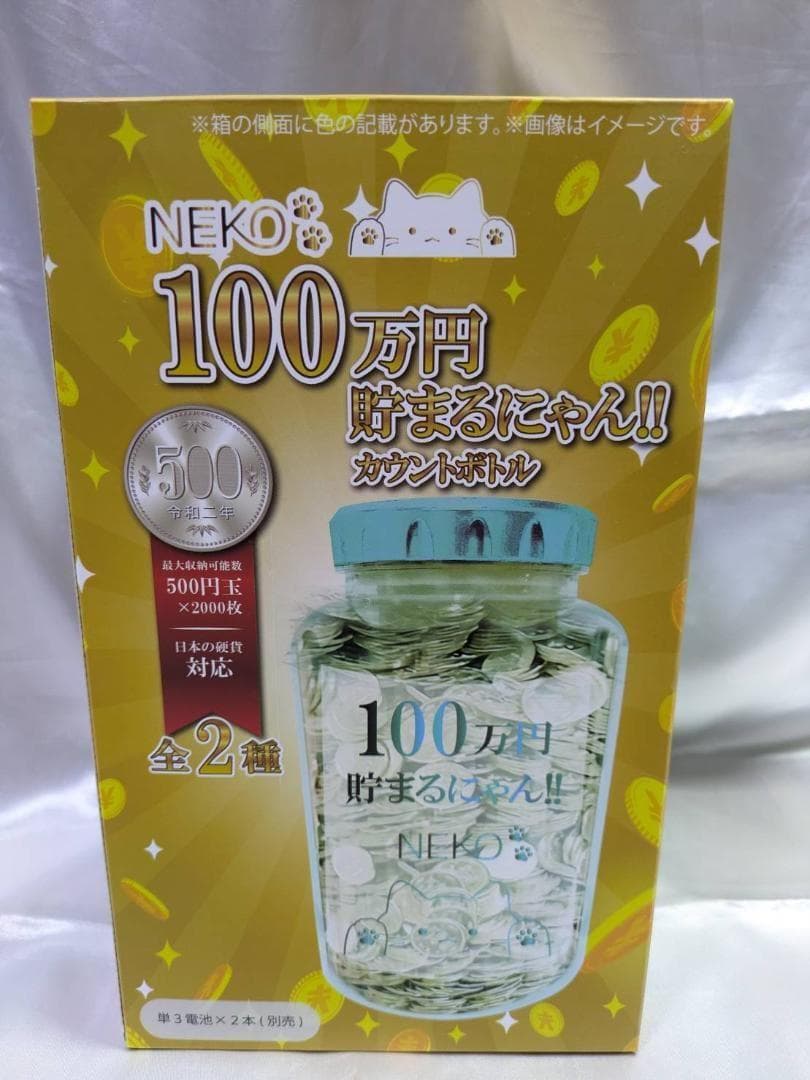 ※箱の側面に色の記載があります。※画像はイメージです。
NEKO
100万円
貯まるにゃん!!
カウントボトル
500
令和二年
最大収納可能数
500円玉
×2000枚
日本の硬貨
対応
全2種
100万円
貯まるにゃん!!
NEKO
単3電池×2本(別売)